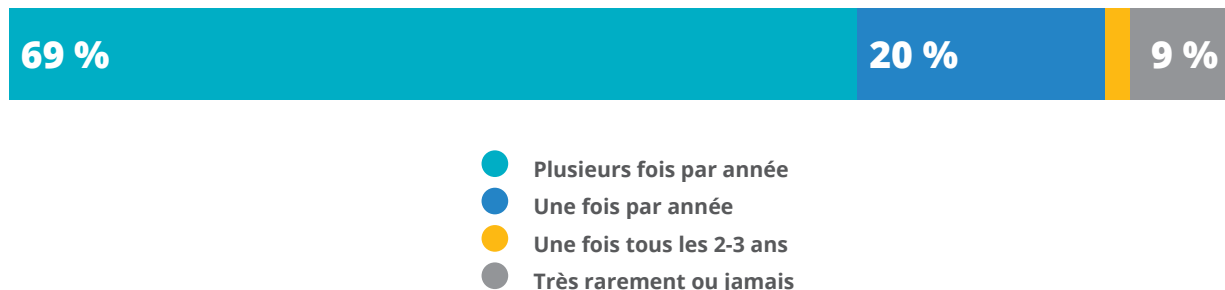 69 % 20 % 9 %
Plusieurs fois par année
Une fois par année
Une fois tous les 2-3 ans
Très rarement ou jamais